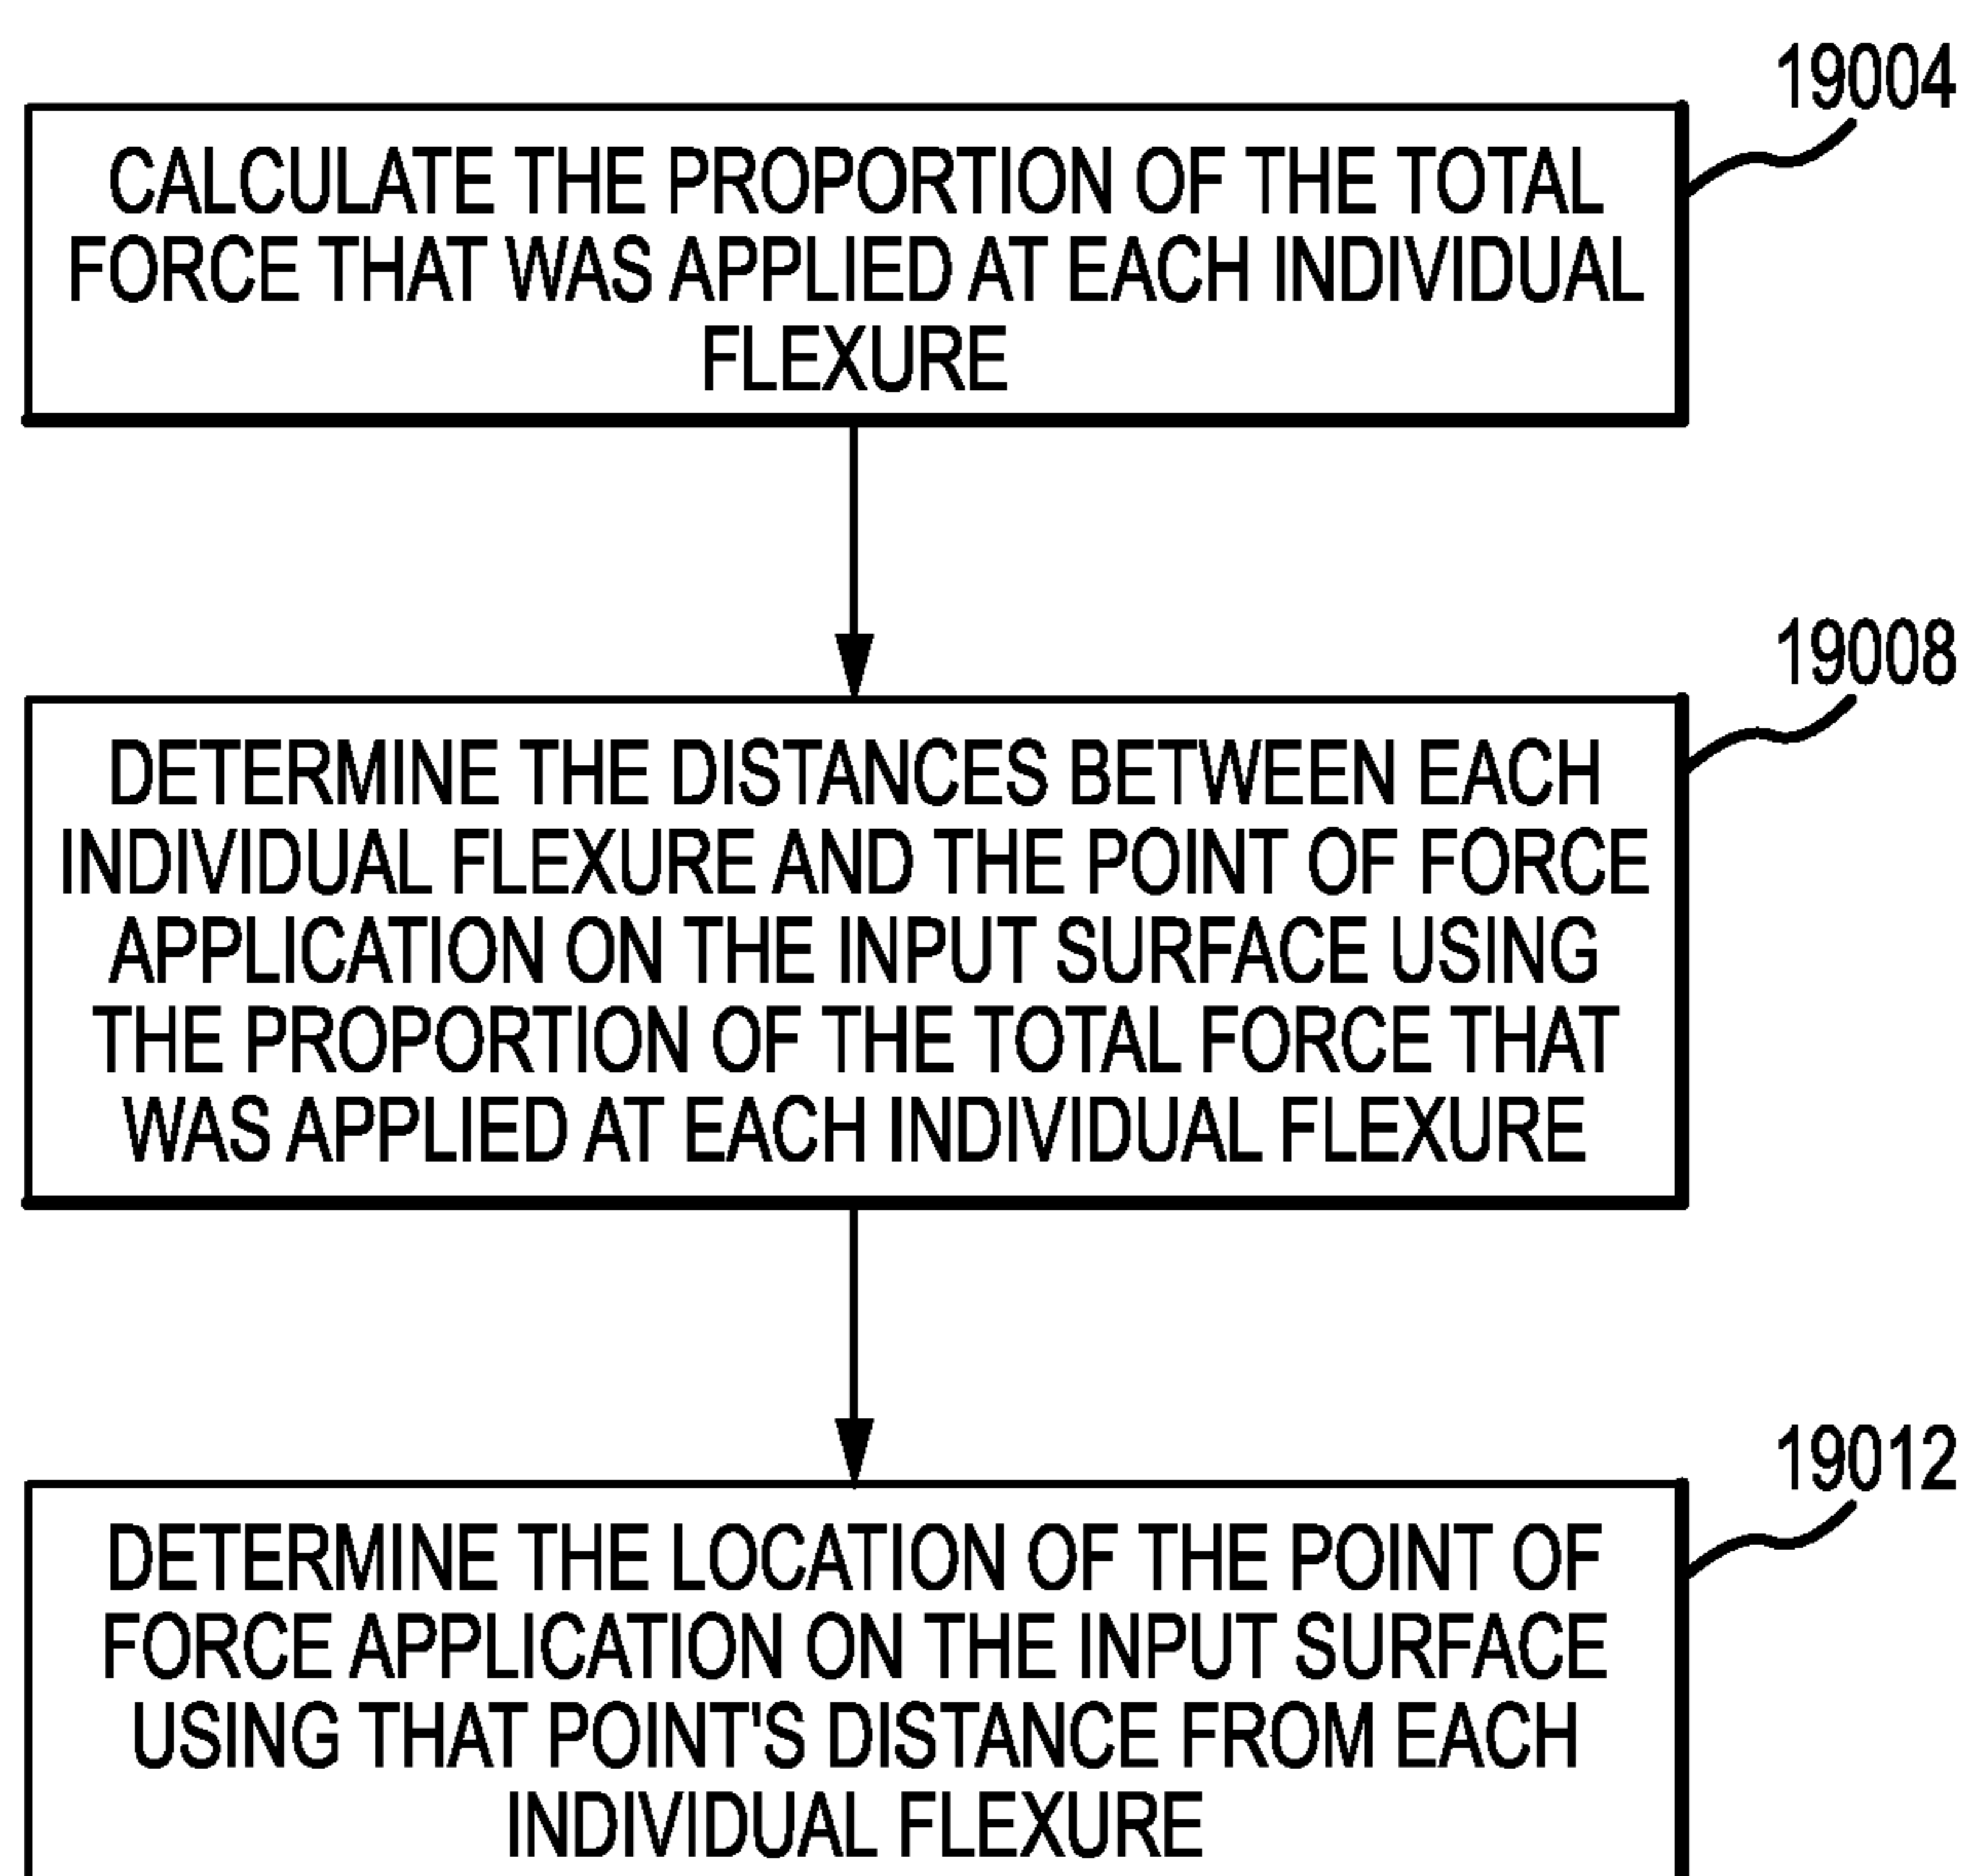 19004
CALCULATE THE PROPORTION OF THE TOTAL
FORCE THAT WAS APPLIED AT EACH INDIVIDUAL
FLEXURE
19008
DETERMINE THE DISTANCES BETWEEN EACH
INDIVIDUAL FLEXURE AND THE POINT OF FORCE
APPLICATION ON THE INPUT SURFACE USING
THE PROPORTION OF THE TOTAL FORCE THAT
WAS APPLIED AT EACH INDIVIDUAL FLEXURE
19012
DETERMINE THE LOCATION OF THE POINT OF
FORCE APPLICATION ON THE INPUT SURFACE
USING THAT POINT'S DISTANCE FROM EACH
INDIVIDUAL FLEXURE